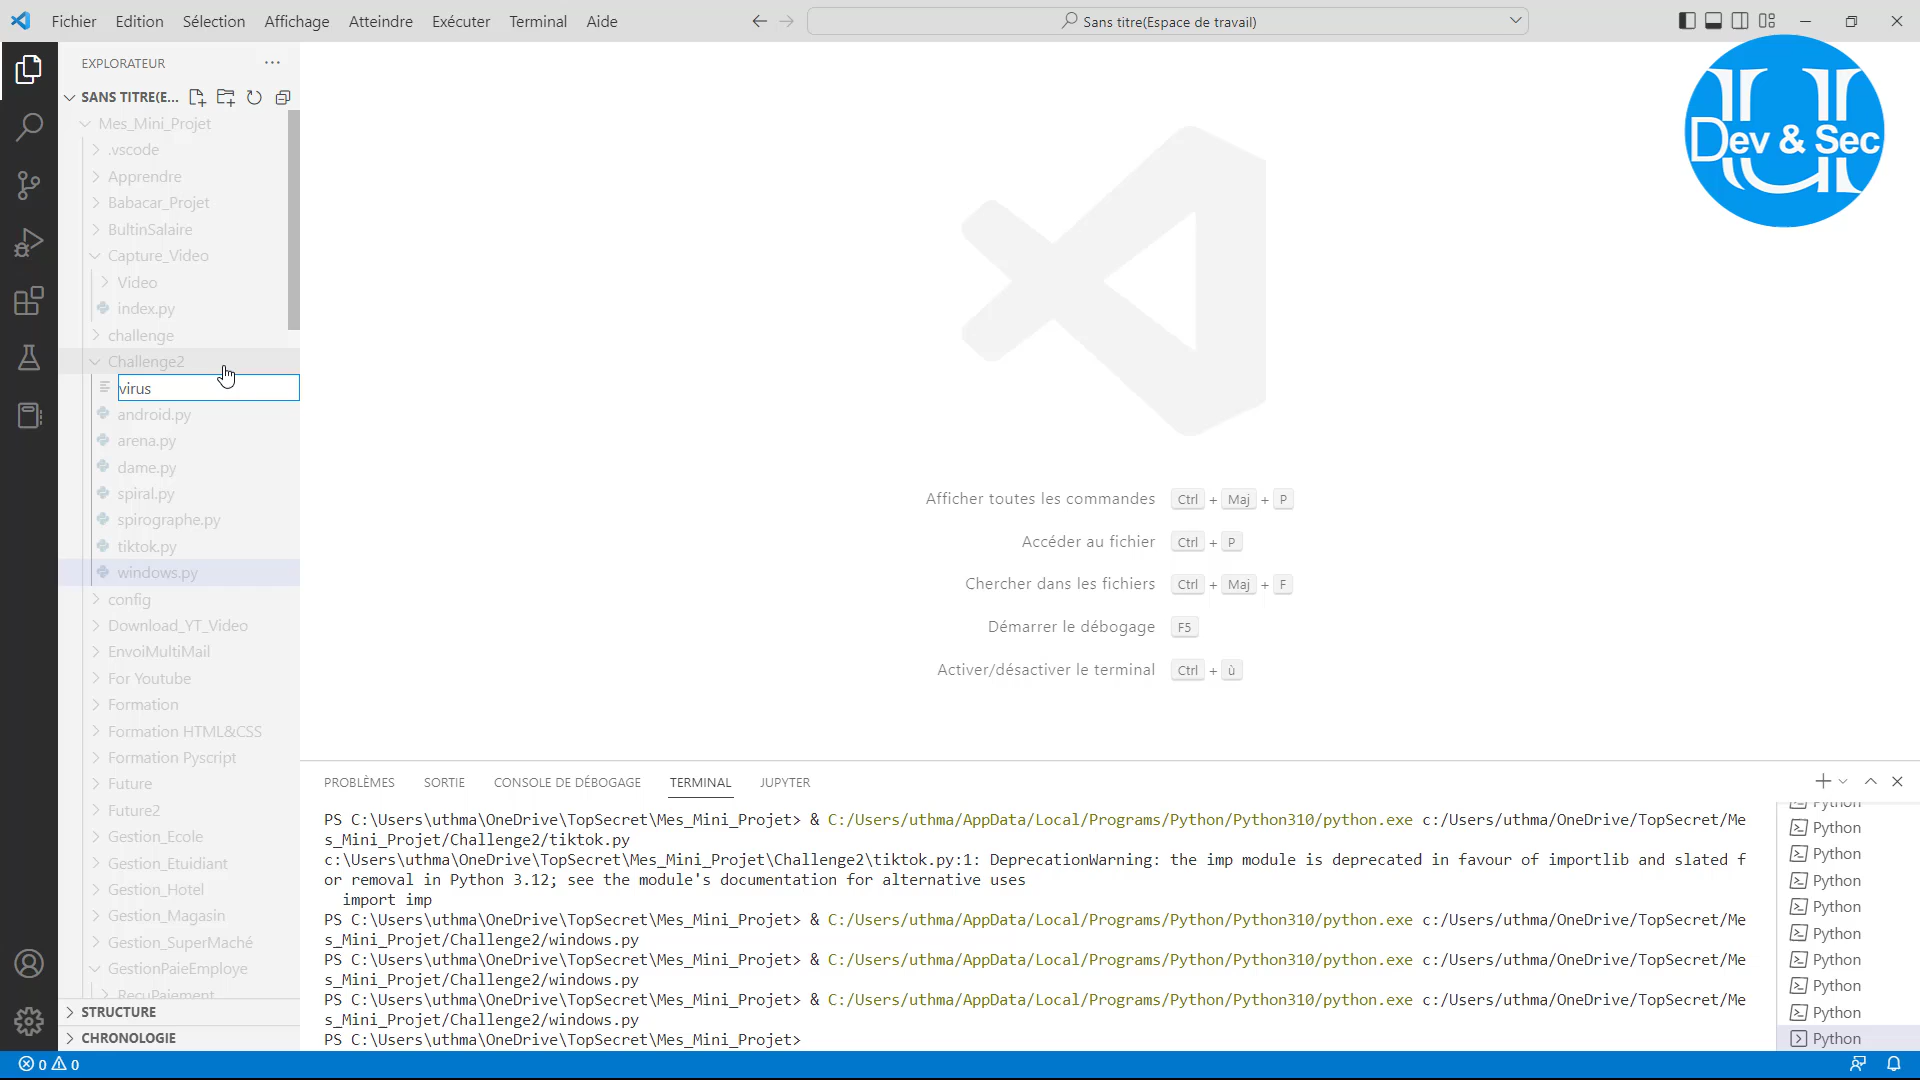 Fichier Edition Sélection Affichage Atteindre Exécuter Terminal Aide
Sans titre(Espace de travail)
EXPLORATEUR
SANS TITRE(E...
Mes_Mini_Projet
.vscode
Apprendre
Babacar_Projet
BultinSalaire
Capture_Video
Video
index.py
challenge
Challenge2
virus
android.py
arena.py
dame.py
spiral.py
spirographe.py
tiktok.py
windows.py
config
Download_YT_Video
EnvoiMultiMail
For Youtube
Formation
Formation HTML&CSS
Formation Pyscript
Future
Future2
Gestion_Ecole
Gestion_Etuidiant
Gestion_Hotel
Gestion_Magasin
Gestion_SuperMaché
GestionPaieEmploye
RecuPaiement
STRUCTURE
CHRONOLOGIE
0 0
U
Dev & Sec
Afficher toutes les commandes Ctrl + Maj + P
Accéder au fichier Ctrl + P
Chercher dans les fichiers Ctrl + Maj + F
Démarrer le débogage F5
Activer/désactiver le terminal Ctrl + ù
PROBLÈMES SORTIE CONSOLE DE DÉBOGAGE TERMINAL JUPYTER
PS C:\Users\uthma\OneDrive\TopSecret\Mes_Mini_Projet> & C:/Users/uthma/AppData/Local/Programs/Python/Python310/python.exe c:/Users/uthma/OneDrive/TopSecret/Me
s_Mini_Projet/Challenge2/tiktok.py
c:\Users\uthma\OneDrive\TopSecret\Mes_Mini_Projet\Challenge2\tiktok.py:1: DeprecationWarning: the imp module is deprecated in favour of importlib and slated f
or removal in Python 3.12; see the module's documentation for alternative uses
import imp
PS C:\Users\uthma\OneDrive\TopSecret\Mes_Mini_Projet> & C:/Users/uthma/AppData/Local/Programs/Python/Python310/python.exe c:/Users/uthma/OneDrive/TopSecret/Me
s_Mini_Projet/Challenge2/windows.py
PS C:\Users\uthma\OneDrive\TopSecret\Mes_Mini_Projet> & C:/Users/uthma/AppData/Local/Programs/Python/Python310/python.exe c:/Users/uthma/OneDrive/TopSecret/Me
s_Mini_Projet/Challenge2/windows.py
PS C:\Users\uthma\OneDrive\TopSecret\Mes_Mini_Projet> & C:/Users/uthma/AppData/Local/Programs/Python/Python310/python.exe c:/Users/uthma/OneDrive/TopSecret/Me
s_Mini_Projet/Challenge2/windows.py
PS C:\Users\uthma\OneDrive\TopSecret\Mes_Mini_Projet>
Python
Python
Python
Python
Python
Python
Python
Python
Python
Python